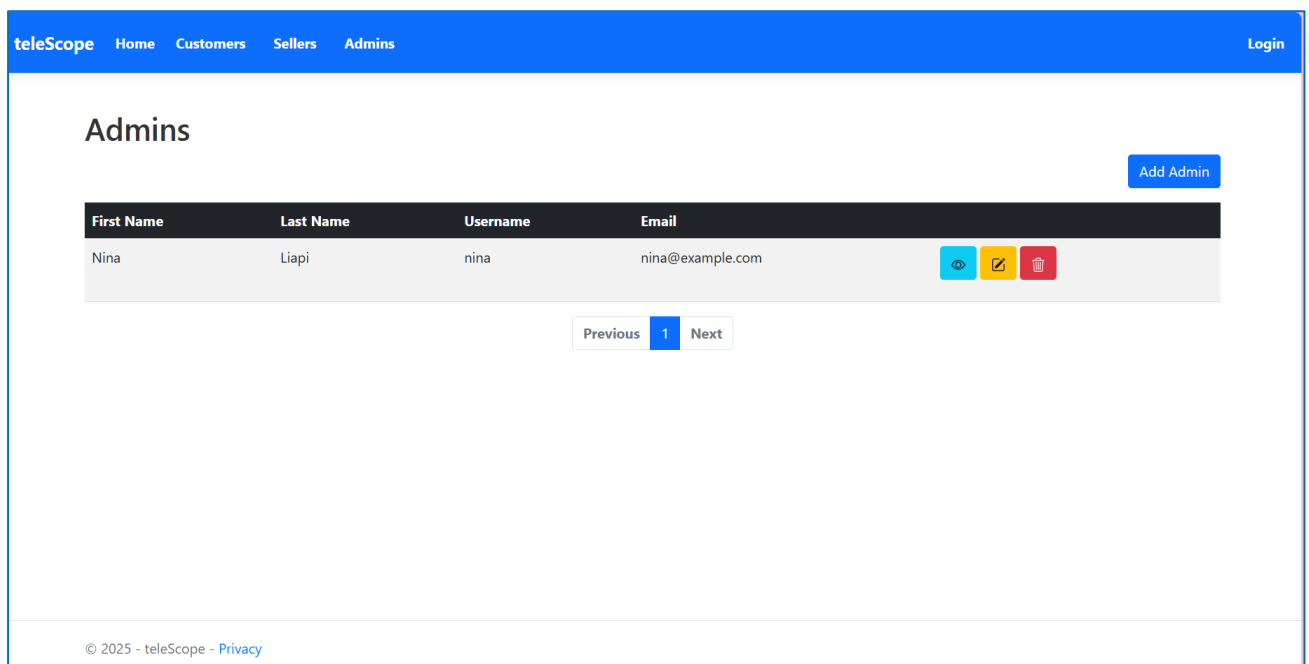 teleScope Home Customers Sellers Admins Login
Admins
Add Admin
First Name Last Name Username Email
Nina Liapi nina nina@example.com
Previous 1 Next
© 2025 - teleScope - Privacy